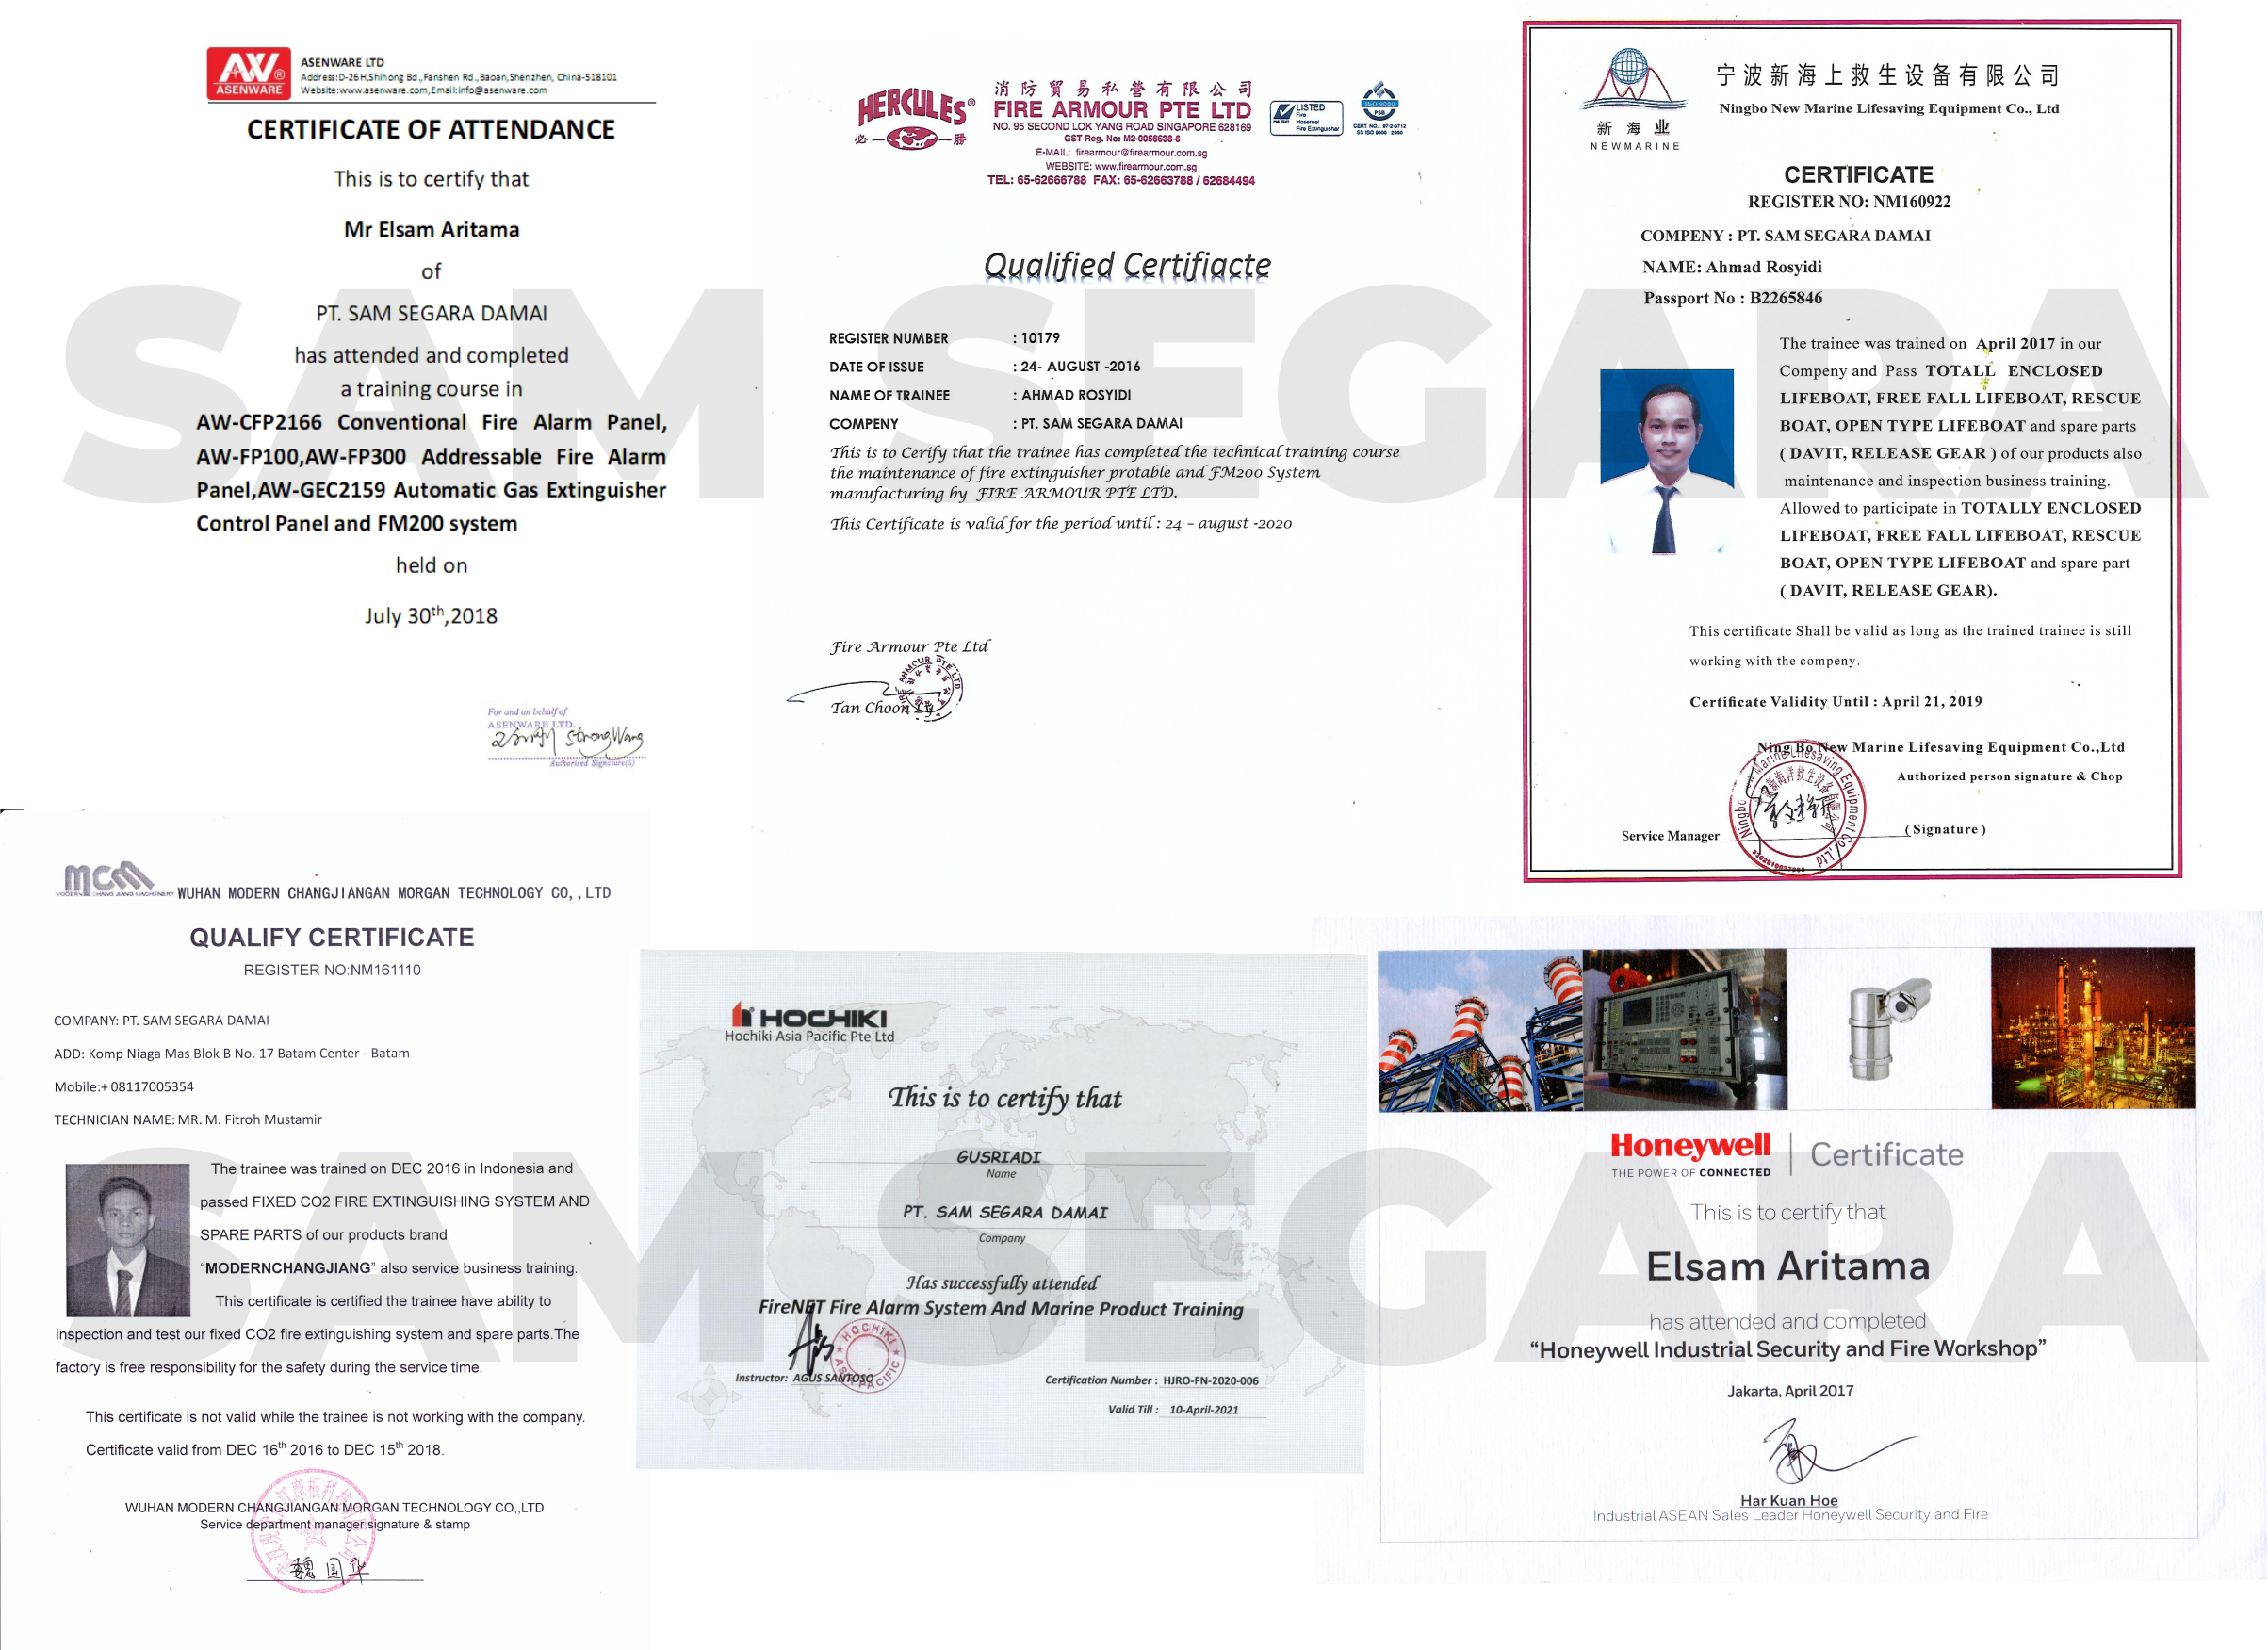 AW®
ASENWARE
ASENWARE LTD
Address:D-26H,Shihong Bd.,Fanshen Rd.,Baoan,Shenzhen, China-518101
Website:www.asenware.com,Email:info@asenware.com
CERTIFICATE OF ATTENDANCE
This is to certify that
Mr Elsam Aritama
of
PT. SAM SEGARA DAMAI
has attended and completed
a training course in
AW-CFP2166 Conventional Fire Alarm Panel,
AW-FP100,AW-FP300 Addressable Fire Alarm
Panel,AW-GEC2159 Automatic Gas Extinguisher
Control Panel and FM200 system
held on
July 30th,2018
For and on behalf of
ASENWARE LTD.
Strong Wang
Authorized Signature(s)
HERCULES®
必 勝
消防貿易私營有限公司
FIRE ARMOUR PTE LTD
NO. 95 SECOND LOK YANG ROAD SINGAPORE 628169
GST Reg. No: M2-0056638-6
E-MAIL: firearmour@firearmour.com.sg
WEBSITE: www.firearmour.com.sg
TEL: 65-62666788 FAX: 65-62663788 / 62684494
LISTED
Fire
Hosereel
Fire Extinguisher
ISO 9000
PSB
CERT. NO.: 97-2-6712
SS ISO 9000 : 2000
Qualified Certifiacte
REGISTER NUMBER : 10179
DATE OF ISSUE : 24- AUGUST -2016
NAME OF TRAINEE : AHMAD ROSYIDI
COMPENY : PT. SAM SEGARA DAMAI
This is to Cerify that the trainee has completed the technical training course
the maintenance of fire extinguisher protable and FM200 System
manufacturing by FIRE ARMOUR PTE LTD.
This Certificate is valid for the period until : 24 – august -2020
Fire Armour Pte Ltd
Tan Choon Ly
新海业
NEWMARINE
宁波新海上救生设备有限公司
Ningbo New Marine Lifesaving Equipment Co., Ltd
CERTIFICATE
REGISTER NO: NM160922
COMPENY : PT. SAM SEGARA DAMAI
NAME: Ahmad Rosyidi
Passport No : B2265846
The trainee was trained on April 2017 in our
Compeny and Pass TOTALL ENCLOSED
LIFEBOAT, FREE FALL LIFEBOAT, RESCUE
BOAT, OPEN TYPE LIFEBOAT and spare parts
( DAVIT, RELEASE GEAR ) of our products also
maintenance and inspection business training.
Allowed to participate in TOTALLY ENCLOSED
LIFEBOAT, FREE FALL LIFEBOAT, RESCUE
BOAT, OPEN TYPE LIFEBOAT and spare part
( DAVIT, RELEASE GEAR).
This certificate Shall be valid as long as the trained trainee is still
working with the compeny.
Certificate Validity Until : April 21, 2019
Ning Bo New Marine Lifesaving Equipment Co.,Ltd
Authorized person signature & Chop
Service Manager ( Signature )
SAM SEGARA
MCM
WUHAN MODERN CHANGJIANGAN MORGAN TECHNOLOGY CO,,LTD
QUALIFY CERTIFICATE
REGISTER NO:NM161110
COMPANY: PT. SAM SEGARA DAMAI
ADD: Komp Niaga Mas Blok B No. 17 Batam Center - Batam
Mobile:+ 08117005354
TECHNICIAN NAME: MR. M. Fitroh Mustamir
The trainee was trained on DEC 2016 in Indonesia and
passed FIXED CO2 FIRE EXTINGUISHING SYSTEM AND
SPARE PARTS of our products brand
“MODERNCHANGJIANG” also service business training.
This certificate is certified the trainee have ability to
inspection and test our fixed CO2 fire extinguishing system and spare parts.The
factory is free responsibility for the safety during the service time.
This certificate is not valid while the trainee is not working with the company.
Certificate valid from DEC 16th 2016 to DEC 15th 2018.
WUHAN MODERN CHANGJIANGAN MORGAN TECHNOLOGY CO,,LTD
Service department manager signature & stamp
魏国华
HOCHIKI
Hochiki Asia Pacific Pte Ltd
This is to certify that
GUSRIADI
Name
PT. SAM SEGARA DAMAI
Company
Has successfully attended
FireNET Fire Alarm System And Marine Product Training
HOCHIKI
ASIA PACIFIC
Instructor: AGUS SANTOSO
Certification Number : HJRO-FN-2020-006
Valid Till : 10-April-2021
Honeywell
THE POWER OF CONNECTED
Certificate
This is to certify that
Elsam Aritama
has attended and completed
“Honeywell Industrial Security and Fire Workshop”
Jakarta, April 2017
Har Kuan Hoe
Industrial ASEAN Sales Leader Honeywell Security and Fire
SAM SEGARA